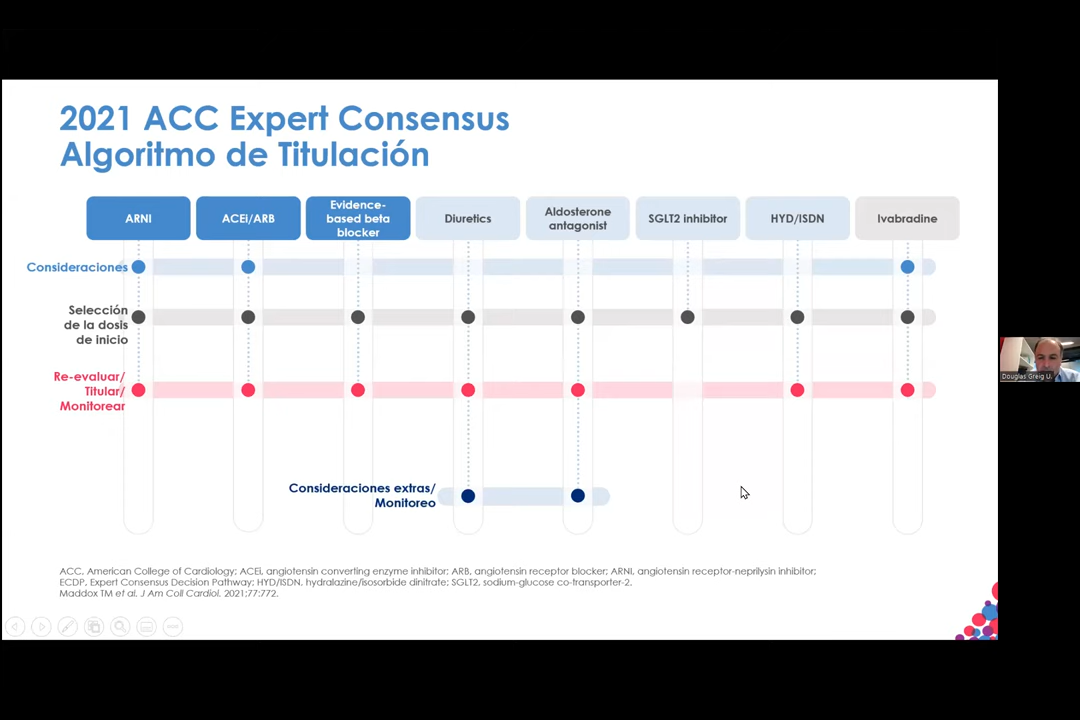 2021 ACC Expert Consensus
Algoritmo de Titulación
ARNI
ACEi/ARB
Evidence-
based beta
blocker
Diuretics
Aldosterone
antagonist
SGLT2 inhibitor
HYD/ISDN
Ivabradine
Consideraciones
Selección
de la dosis
de inicio
Re-evaluar/
Titular/
Monitorear
Consideraciones extras/
Monitoreo
ACC, American College of Cardiology; ACEi, angiotensin converting enzyme inhibitor; ARB, angiotensin receptor blocker; ARNI, angiotensin receptor-neprilysin inhibitor;
ECDP, Expert Consensus Decision Pathway; HYD/ISDN, hydralazine/isosorbide dinitrate; SGLT2, sodium-glucose co-transporter-2.
Maddox TM et al. J Am Coll Cardiol. 2021;77:772.
Douglas Greig U.